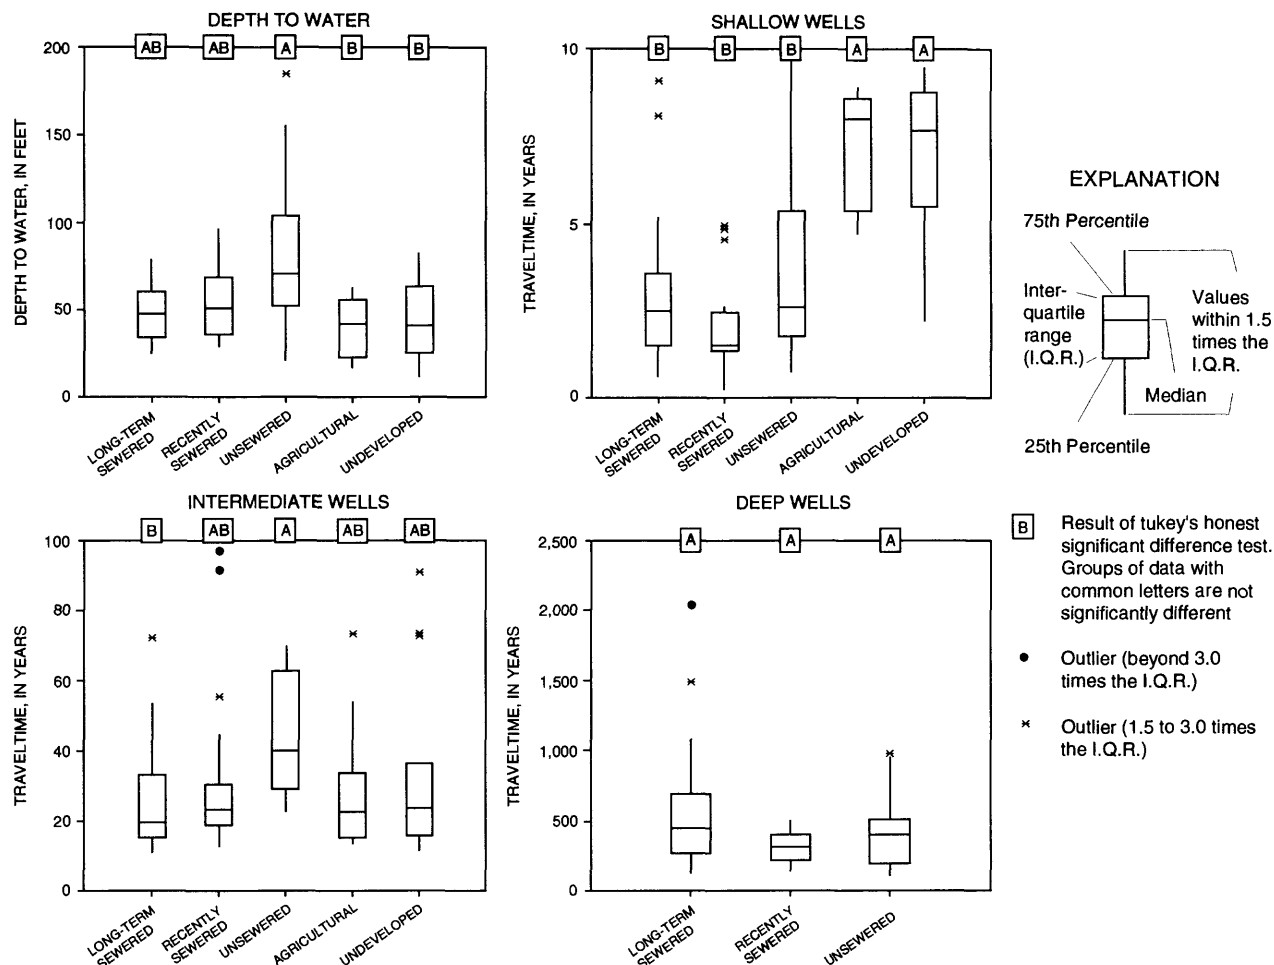 DEPTH TO WATER
200
150
100
50
0
DEPTH TO WATER, IN FEET
AB
AB
A
B
B
LONG-TERM
SEWERED
RECENTLY
SEWERED
UNSEWERED
AGRICULTURAL
UNDEVELOPED
SHALLOW WELLS
10
5
0
TRAVELTIME, IN YEARS
B
B
B
A
A
LONG-TERM
SEWERED
RECENTLY
SEWERED
UNSEWERED
AGRICULTURAL
UNDEVELOPED
EXPLANATION
75th Percentile
Inter-
quartile
range
(I.Q.R.)
Values
within 1.5
times the
I.Q.R.
Median
25th Percentile
INTERMEDIATE WELLS
100
80
60
40
20
0
TRAVELTIME, IN YEARS
B
AB
A
AB
AB
LONG-TERM
SEWERED
RECENTLY
SEWERED
UNSEWERED
AGRICULTURAL
UNDEVELOPED
DEEP WELLS
2,500
2,000
1,500
1,000
500
0
TRAVELTIME, IN YEARS
A
A
A
LONG-TERM
SEWERED
RECENTLY
SEWERED
UNSEWERED
B
Result of tukey's honest
significant difference test.
Groups of data with
common letters are not
significantly different
Outlier (beyond 3.0
times the I.Q.R.)
Outlier (1.5 to 3.0 times
the I.Q.R.)